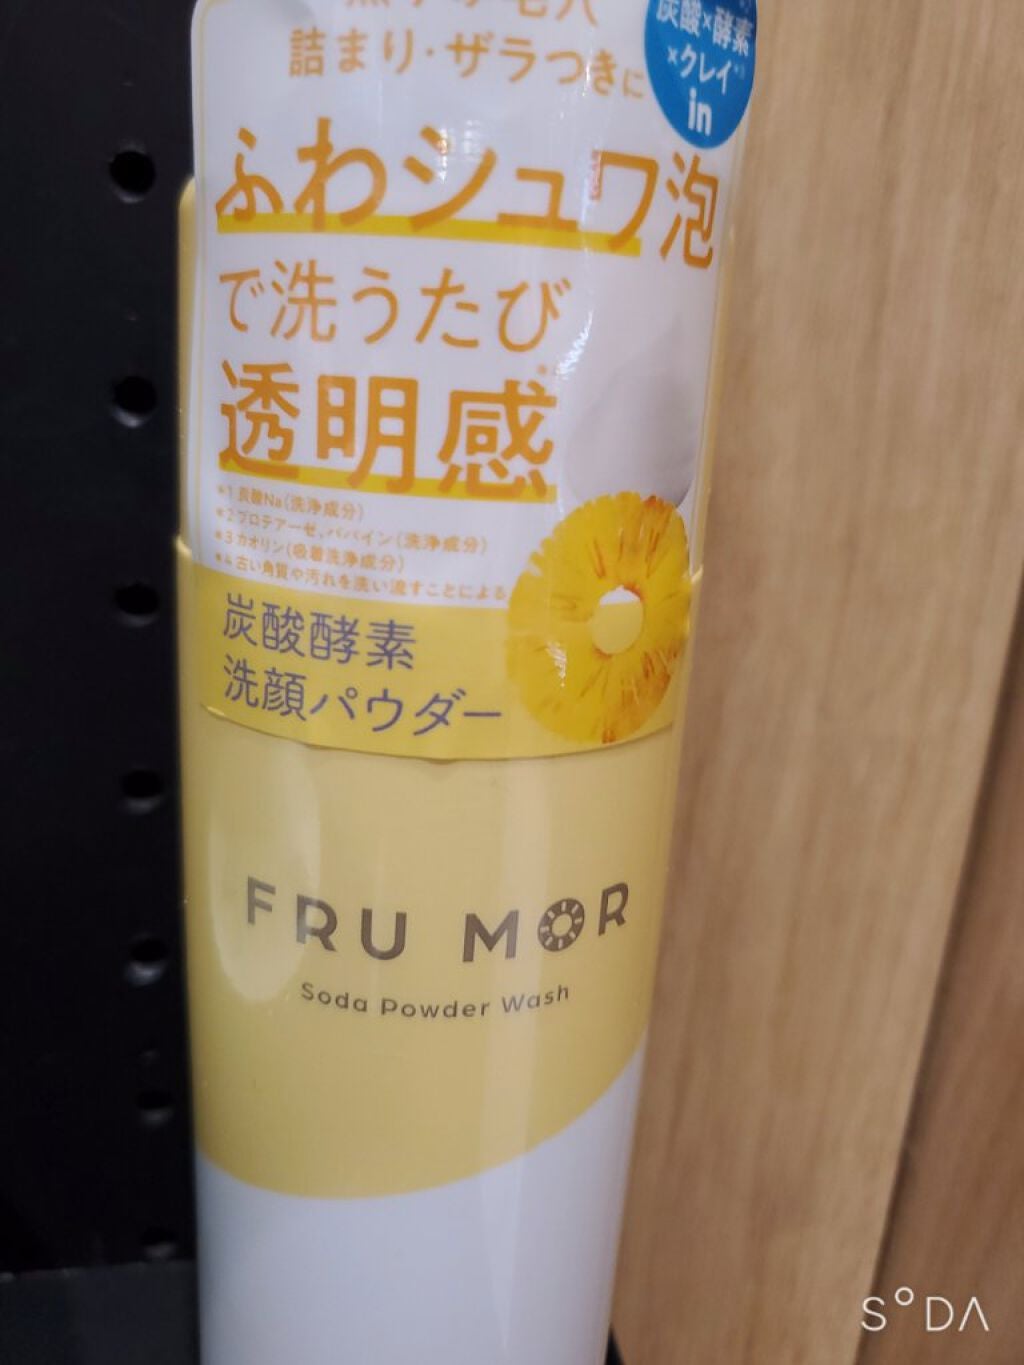 詰まり・ザラつきに
炭酸×酵素
×クレイ*3
in
ふわシュワ泡
で洗うたび
透明感
*1 炭酸Na(洗浄成分)
*2 プロテアーゼ、パパイン(洗浄成分)
*3 カオリン(吸着洗浄成分)
*4 古い角質や汚れを洗い流すことによる
炭酸酵素
洗顔パウダー
FRU MOR
Soda Powder Wash
SODA